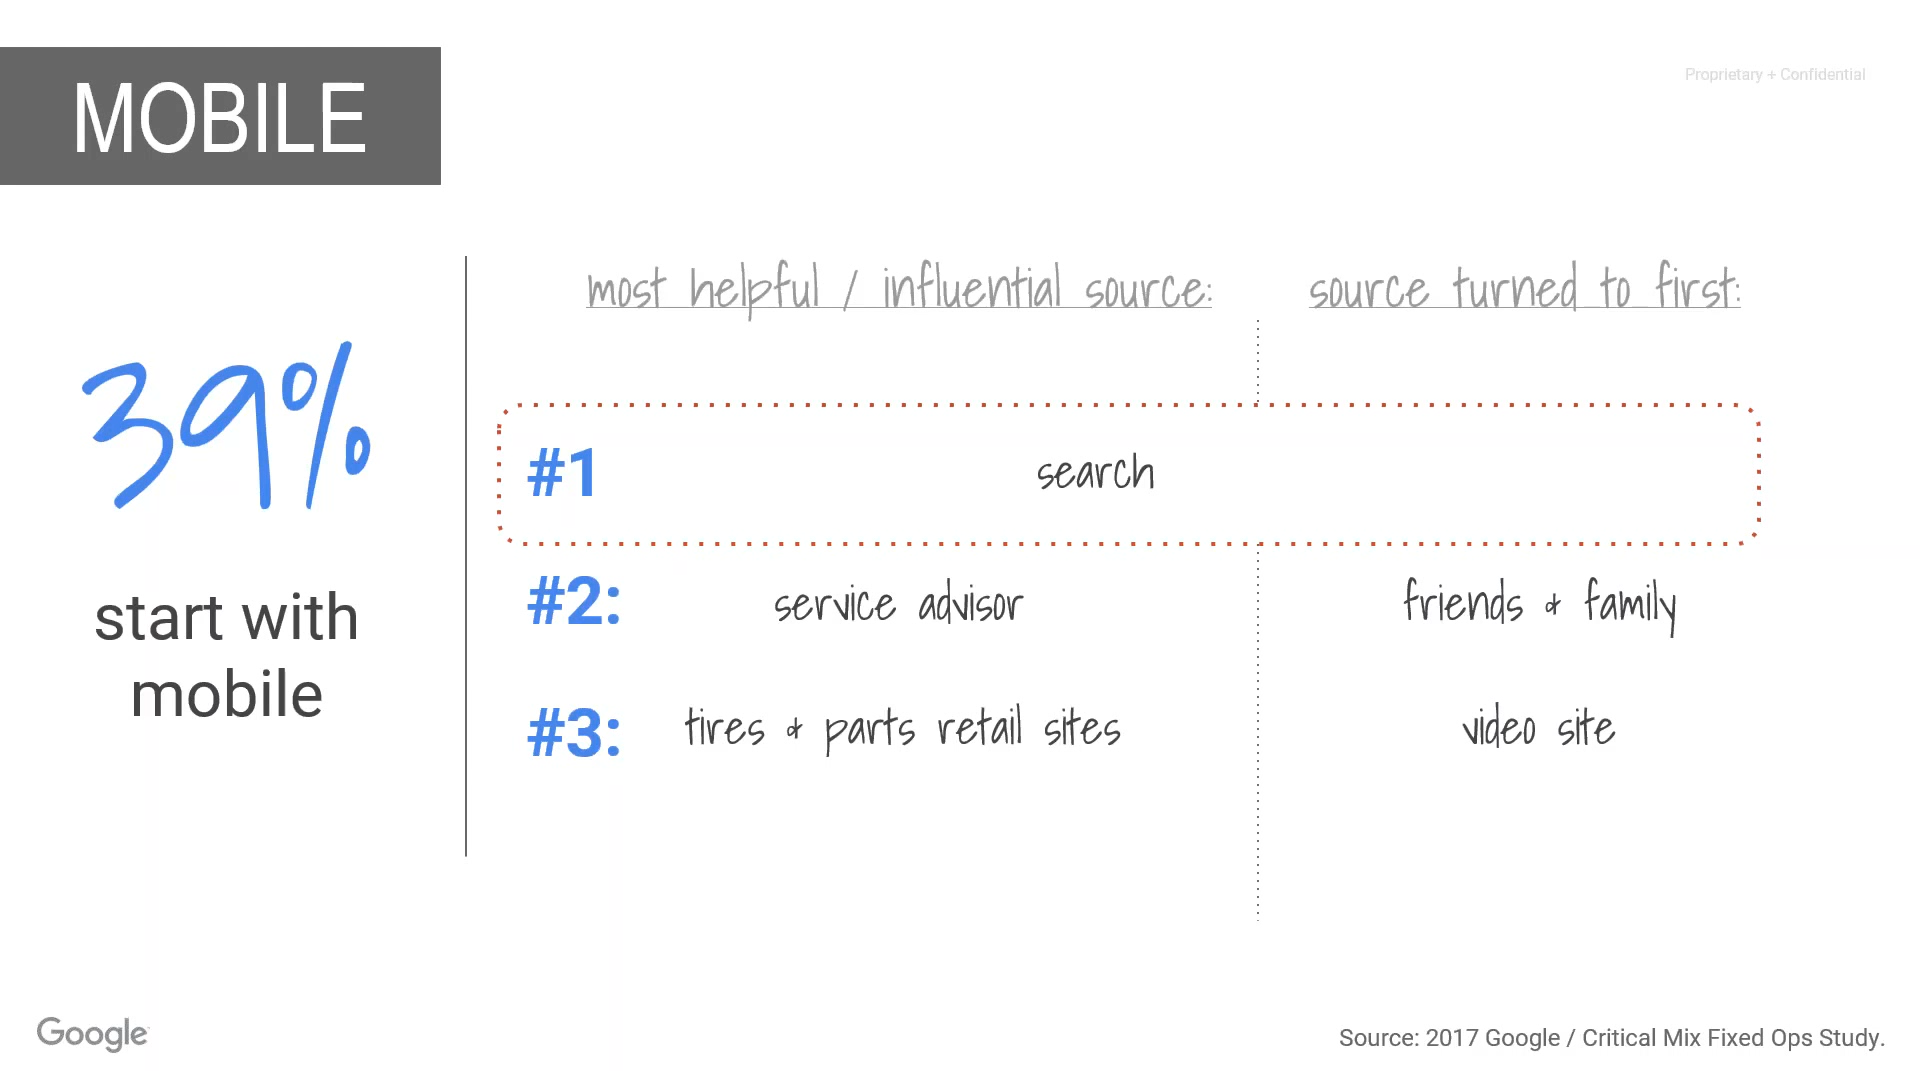 MOBILE
Proprietary + Confidential
39%
start with
mobile
most helpful / influential source:
source turned to first:
#1 search
#2: service advisor friends & family
#3: tires & parts retail sites video site
Google
Source: 2017 Google / Critical Mix Fixed Ops Study.